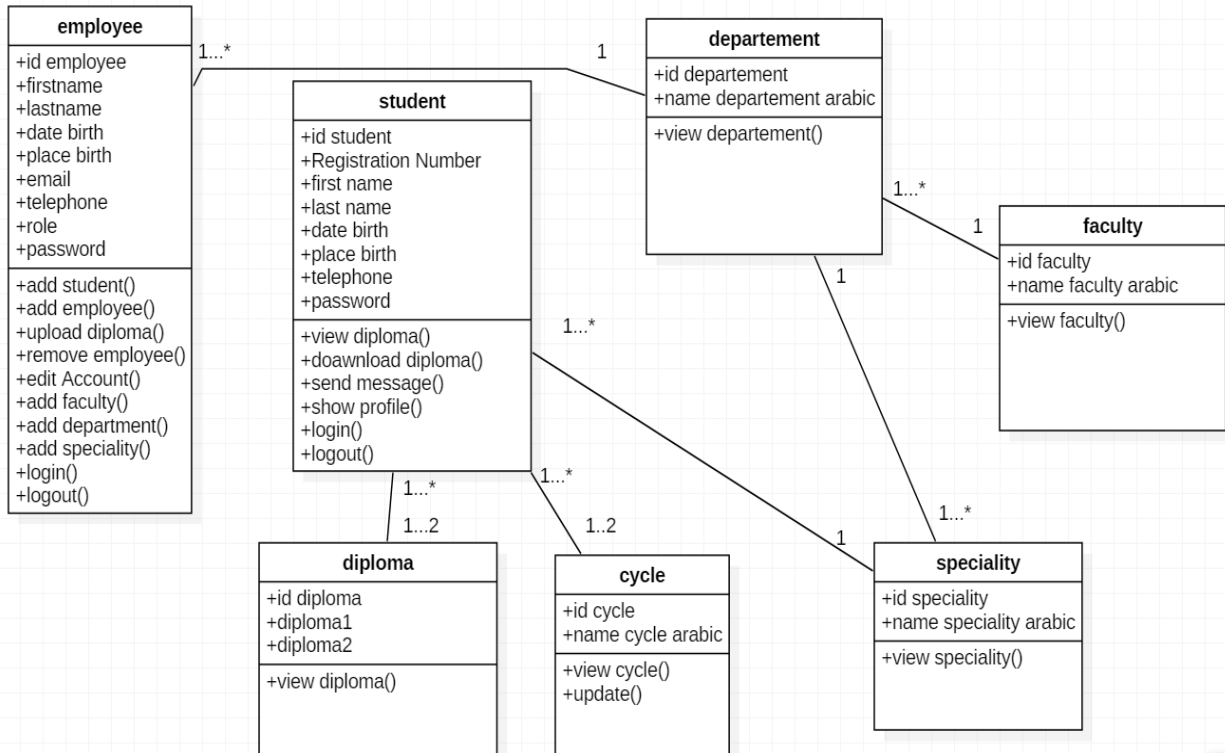 employee
+id employee
+firstname
+lastname
+date birth
+place birth
+email
+telephone
+role
+password
+add student()
+add employee()
+upload diploma()
+remove employee()
+edit Account()
+add faculty()
+add department()
+add speciality()
+login()
+logout()
1...*
1
student
+id student
+Registration Number
+first name
+last name
+date birth
+place birth
+telephone
+password
+view diploma()
+doawnload diploma()
+send message()
+show profile()
+login()
+logout()
departement
+id departement
+name departement arabic
+view departement()
1...*
1
faculty
+id faculty
+name faculty arabic
+view faculty()
1
1...*
1...*
1
1...*
1...2
1...*
1..2
diploma
+id diploma
+diploma1
+diploma2
+view diploma()
cycle
+id cycle
+name cycle arabic
+view cycle()
+update()
speciality
+id speciality
+name speciality arabic
+view speciality()